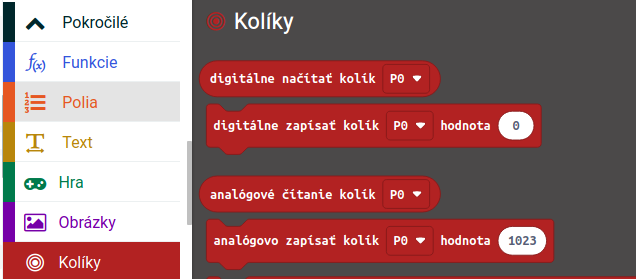 Pokročilé
Funkcie
Polia
Text
Hra
Obrázky
Kolíky
Kolíky
digitálne načítať kolík P0
digitálne zapísať kolík P0 hodnota 0
analógové čítanie kolík P0
analógovo zapísať kolík P0 hodnota 1023